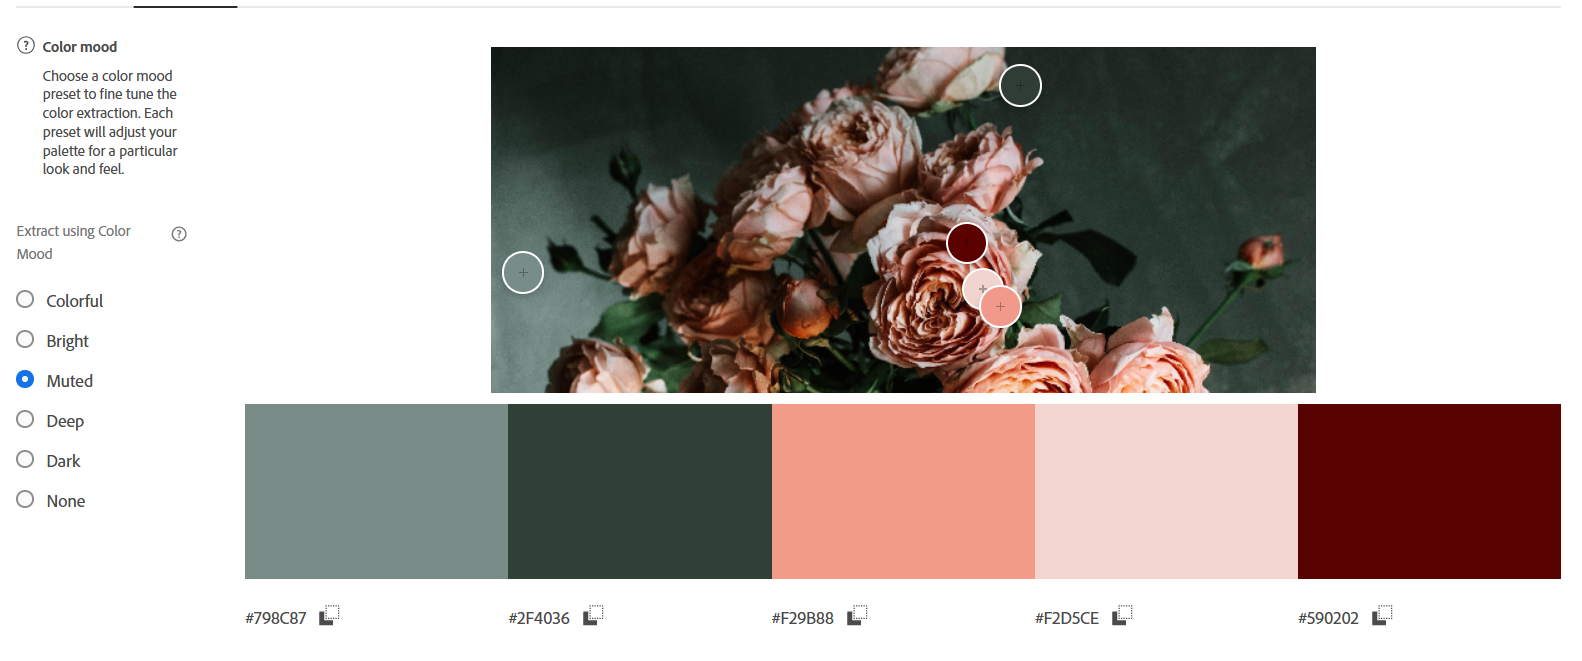 Color mood
Choose a color mood
preset to fine tune the
color extraction. Each
preset will adjust your
palette for a particular
look and feel.
Extract using Color
Mood
Colorful
Bright
Muted
Deep
Dark
None
#798C87
#2F4036
#F29B88
#F2D5CE
#590202